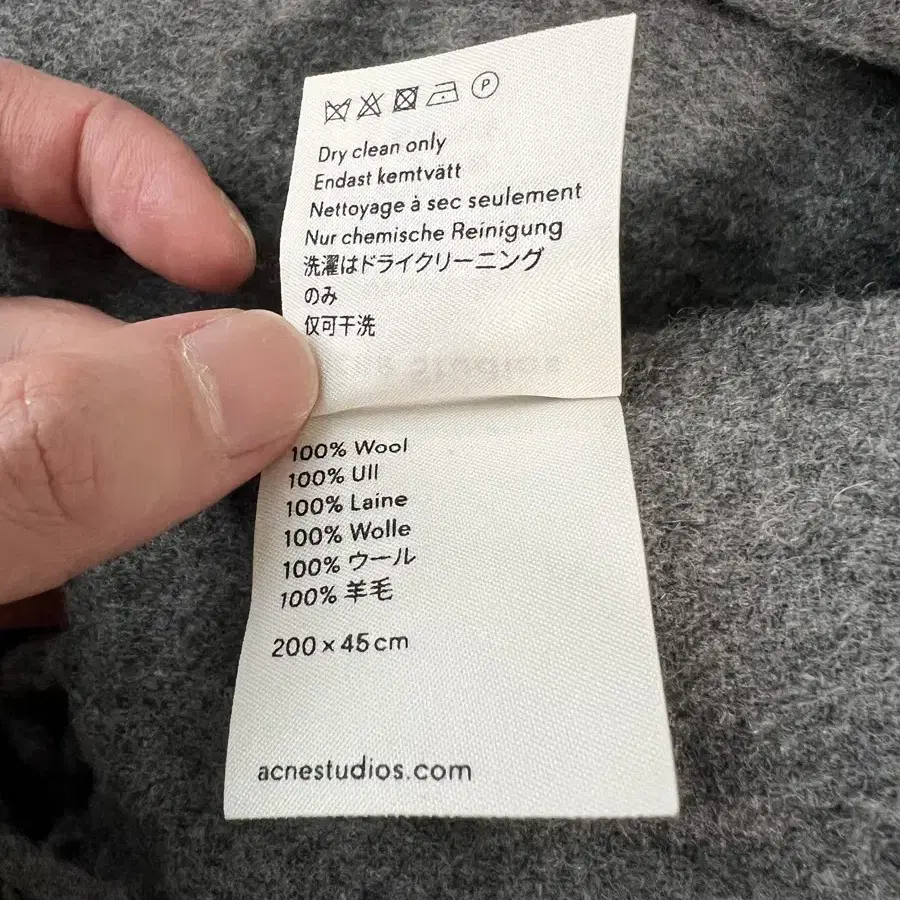 P
Dry clean only
Endast kemtvätt
Nettoyage à sec seulement
Nur chemische Reinigung
洗濯はドライクリーニング
のみ
仅可干洗
100% Wool
100% Ull
100% Laine
100% Wolle
100% ウール
100% 羊毛
200 × 45 cm
acnestudios.com